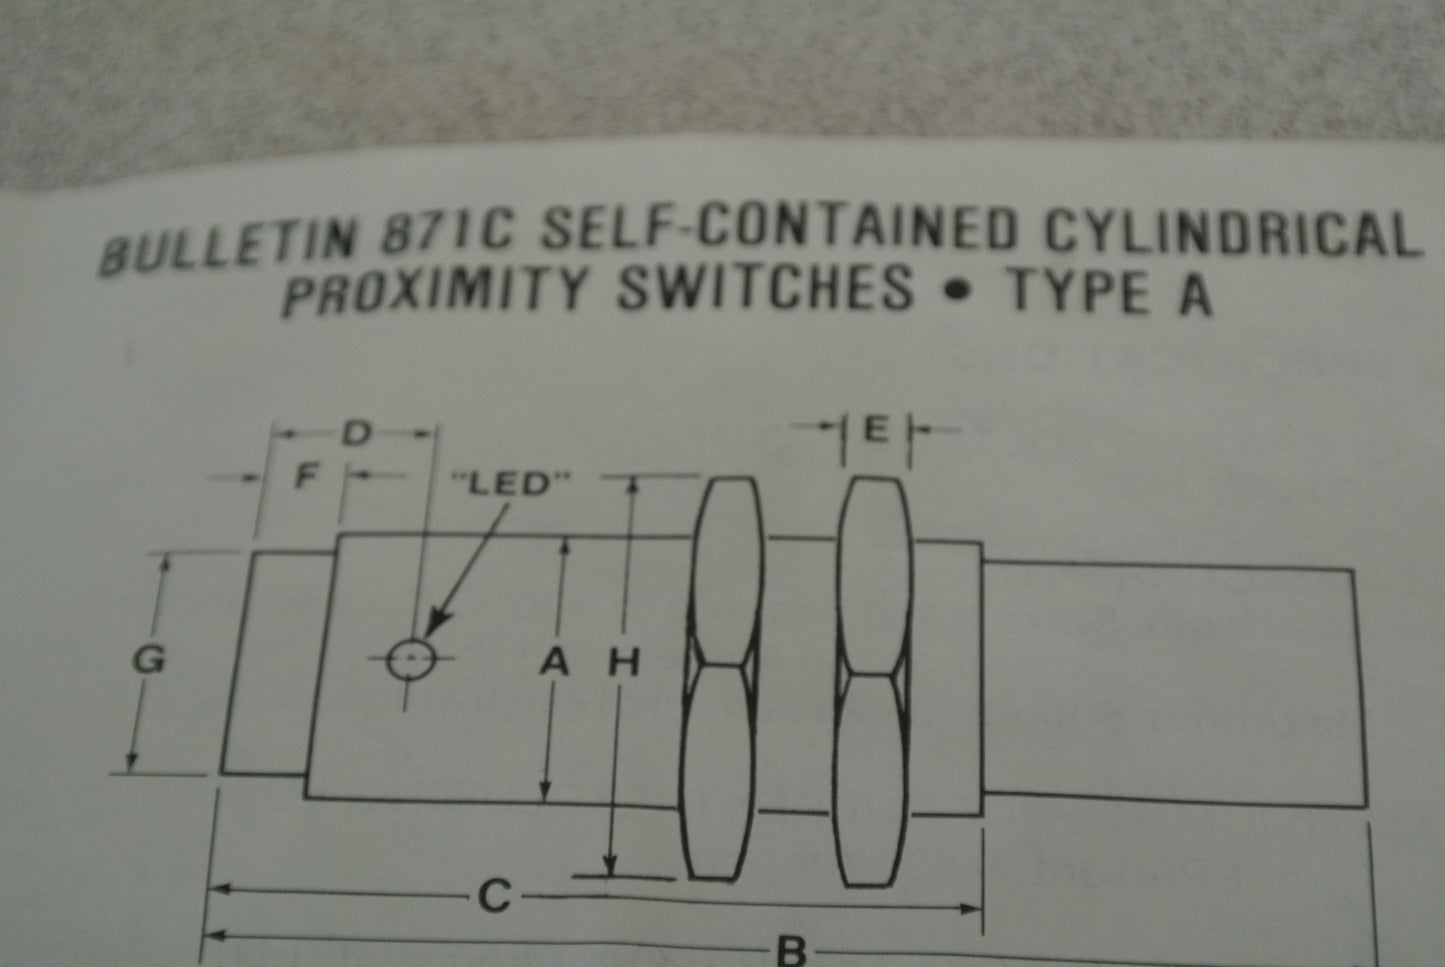 BULLETIN 871C SELF-CONTAINED CYLINDRICAL
PROXIMITY SWITCHES • TYPE A
D
E
F
"LED"
G
A
H
C
B